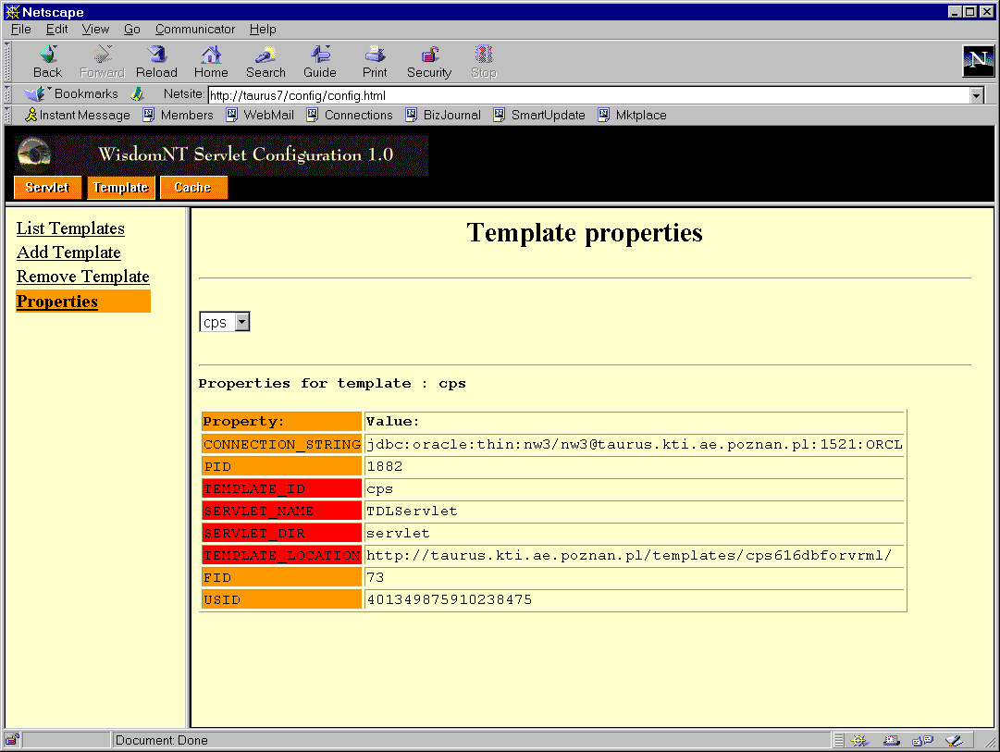 Netscape
File Edit View Go Communicator Help
Back Forward Reload Home Search Guide Print Security Stop
N
Bookmarks Netsite: http://taurus7/config/config.html
Instant Message Members WebMail Connections BizJournal SmartUpdate Mktplace
WisdomNT Servlet Configuration 1.0
Servlet Template Cache
List Templates
Add Template
Remove Template
Properties
Template properties
cps
Properties for template : cps
Property: Value:
CONNECTION_STRING jdbc:oracle:thin:nw3/nw3@taurus.kti.ae.poznan.pl:1521:ORCL
PID 1882
TEMPLATE_ID cps
SERVLET_NAME TDLServlet
SERVLET_DIR servlet
TEMPLATE_LOCATION http://taurus.kti.ae.poznan.pl/templates/cps616dbforvrml/
FID 73
USID 401349875910238475
Document: Done